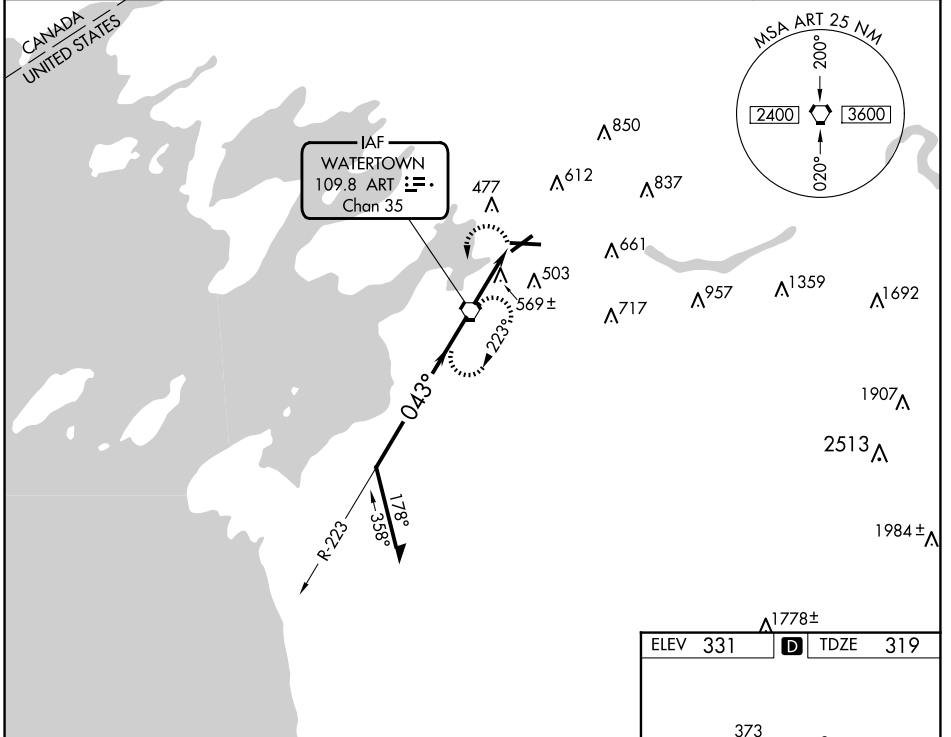 CANADA
UNITED STATES
MSA ART 25 NM
200°
2400
3600
020°
IAF
WATERTOWN
109.8 ART
Chan 35
850
612
837
477
661
503
569±
717
957
1359
1692
223°
1907
2513
043°
178°
358°
R-223
1984±
1778±
ELEV 331 D TDZE 319
373